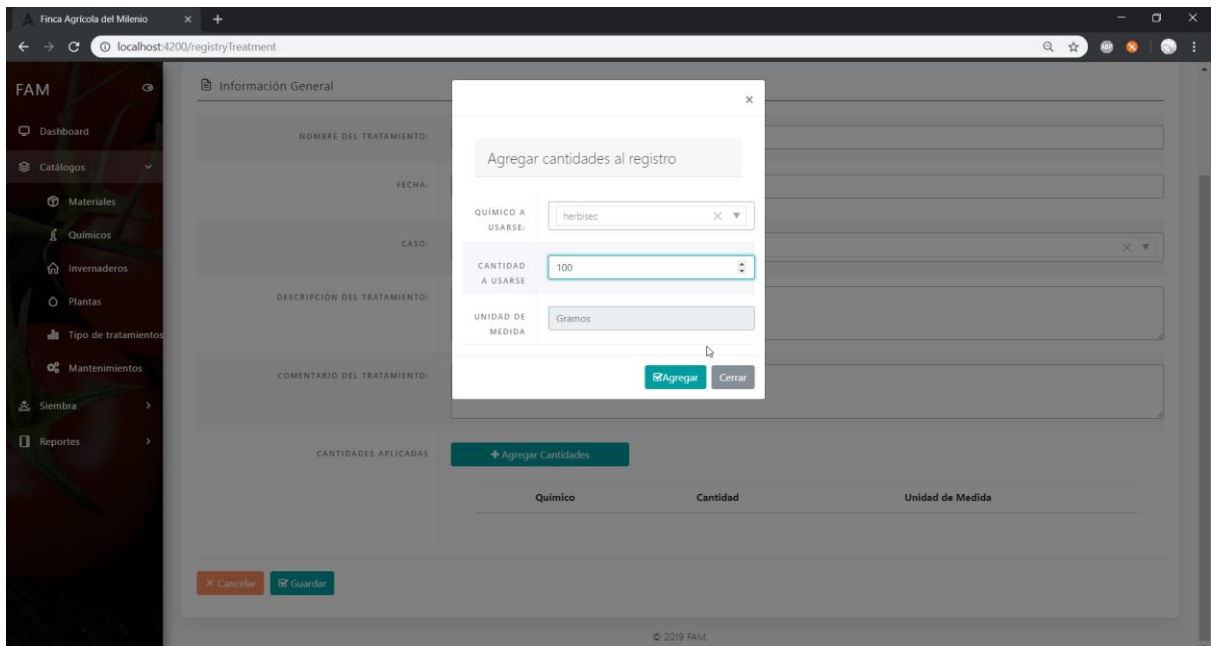 Finca Agrícola del Milenio
localhost:4200/registryTreatment
FAM
Dashboard
Catálogos
Materiales
Químicos
Invernaderos
Plantas
Tipo de tratamientos
Mantenimientos
Siembra
Reportes
Información General
NOMBRE DEL TRATAMIENTO:
FECHA:
CASO:
DESCRIPCIÓN DEL TRATAMIENTO:
COMENTARIO DEL TRATAMIENTO:
CANTIDADES APLICADAS
Agregar Cantidades
Químico Cantidad Unidad de Medida
Cancelar Guardar
© 2019 FAM.
Agregar cantidades al registro
QUÍMICO A
USARSE:
herbisec
CANTIDAD
A USARSE
100
UNIDAD DE
MEDIDA
Gramos
Agregar Cerrar